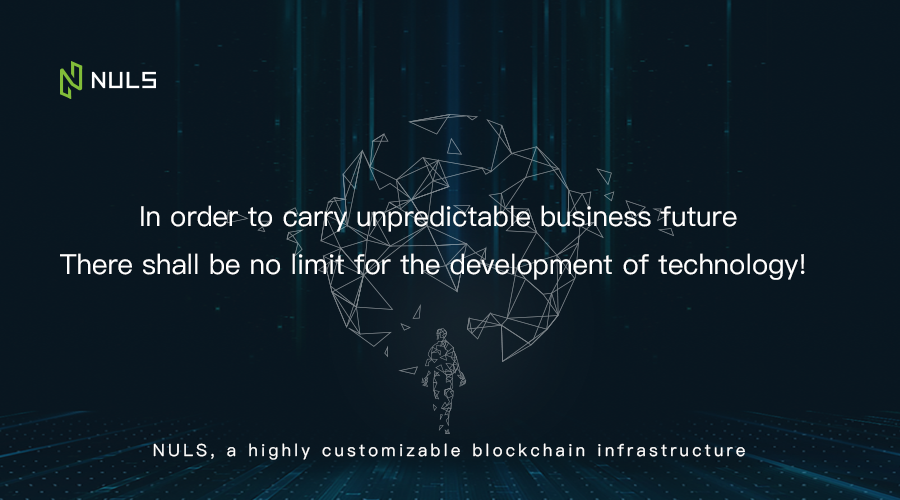 NULS
In order to carry unpredictable business future
There shall be no limit for the development of technology!
NULS, a highly customizable blockchain infrastructure